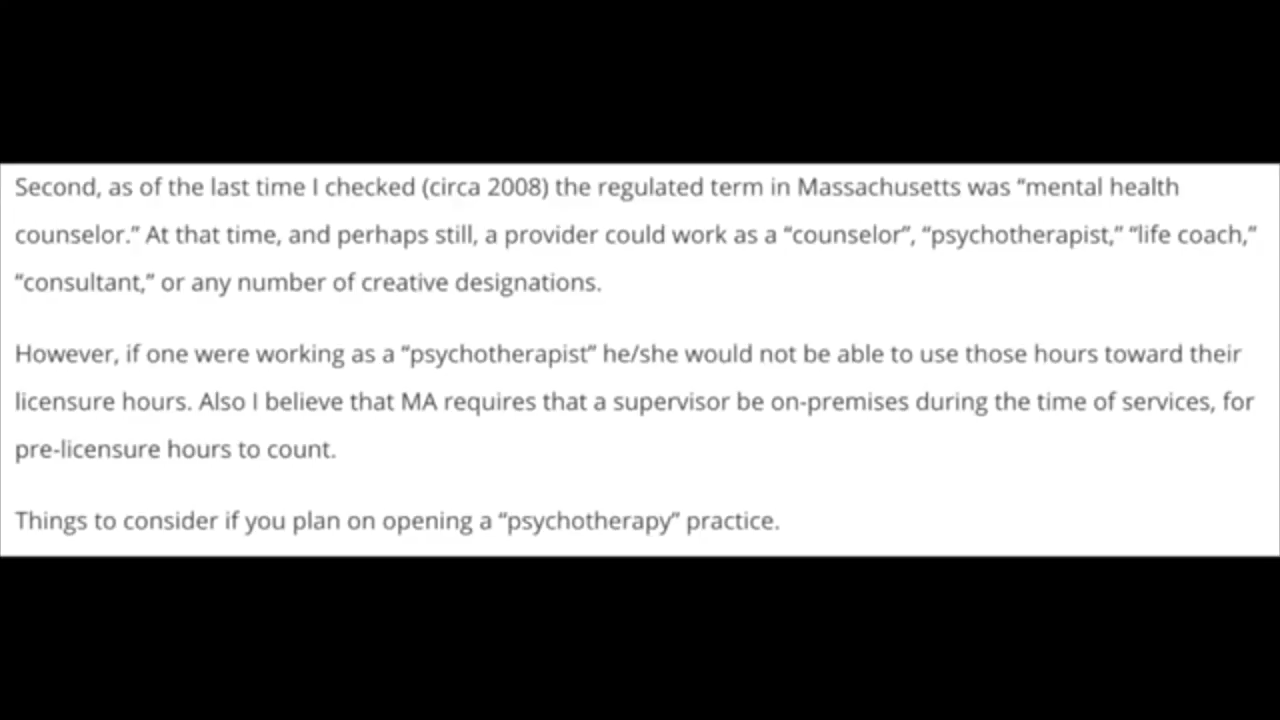 Second, as of the last time I checked (circa 2008) the regulated term in Massachusetts was “mental health
counselor.” At that time, and perhaps still, a provider could work as a “counselor”, “psychotherapist,” “life coach,”
“consultant,” or any number of creative designations.
However, if one were working as a “psychotherapist” he/she would not be able to use those hours toward their
licensure hours. Also I believe that MA requires that a supervisor be on-premises during the time of services, for
pre-licensure hours to count.
Things to consider if you plan on opening a “psychotherapy” practice.